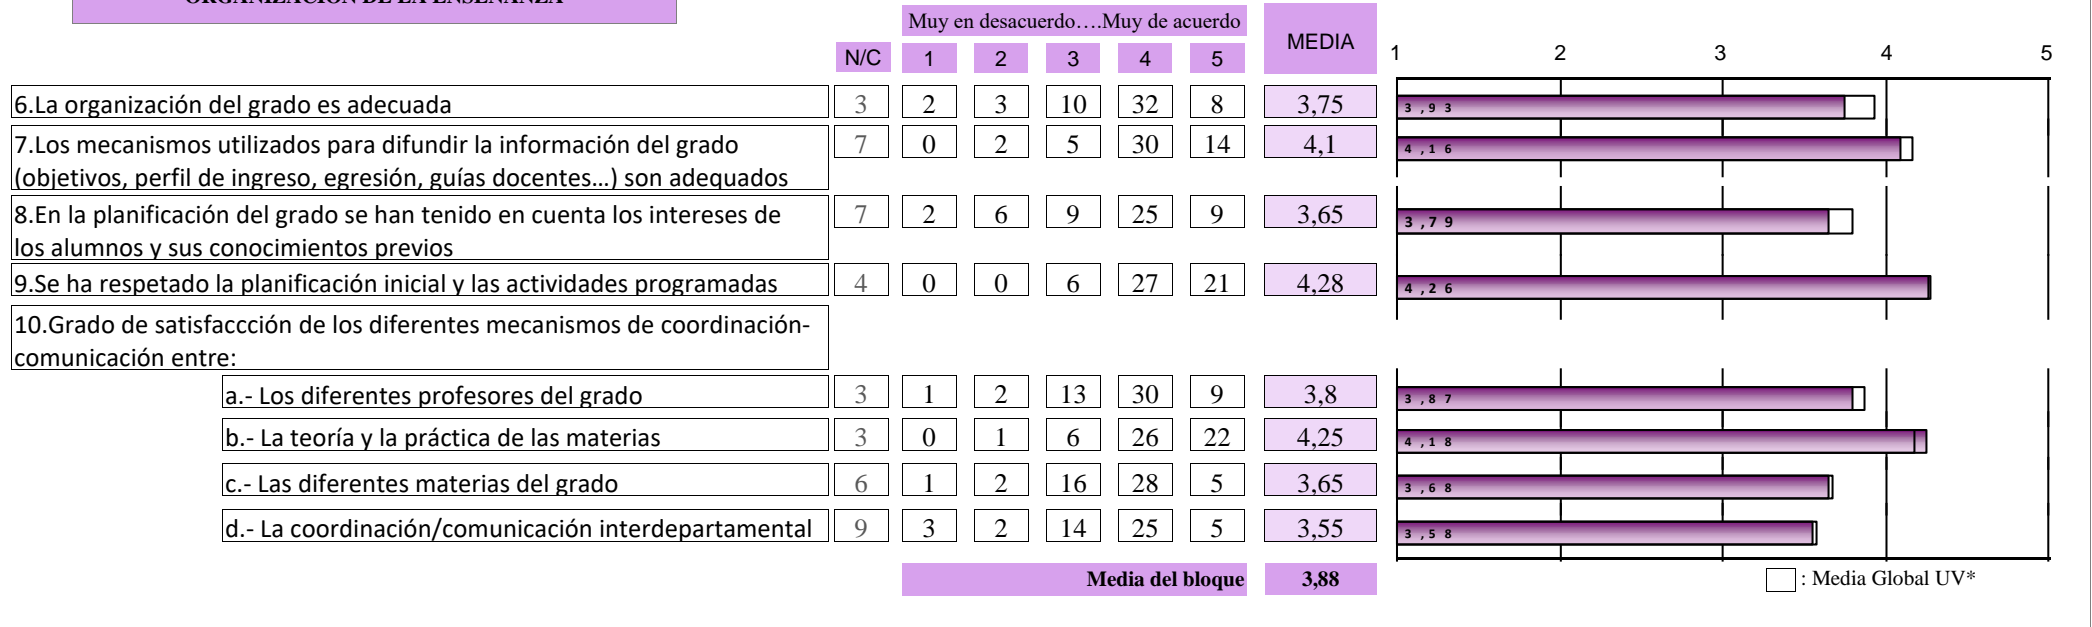 ORGANIZACIÓN DE LA ENSEÑANZA
Muy en desacuerdo….Muy de acuerdo
MEDIA
N/C 1 2 3 4 5
1 2 3 4 5
6.La organización del grado es adecuada 3 2 3 10 32 8 3,75 3,93
7.Los mecanismos utilizados para difundir la información del grado 7 0 2 5 30 14 4,1 4,16
(objetivos, perfil de ingreso, egresión, guías docentes...) son adequados
8.En la planificación del grado se han tenido en cuenta los intereses de 7 2 6 9 25 9 3,65 3,79
los alumnos y sus conocimientos previos
9.Se ha respetado la planificación inicial y las actividades programadas 4 0 0 6 27 21 4,28 4,26
10.Grado de satisfaccción de los diferentes mecanismos de coordinación-
comunicación entre:
a.- Los diferentes profesores del grado 3 1 2 13 30 9 3,8 3,87
b.- La teoría y la práctica de las materias 3 0 1 6 26 22 4,25 4,18
c.- Las diferentes materias del grado 6 1 2 16 28 5 3,65 3,68
d.- La coordinación/comunicación interdepartamental 9 3 2 14 25 5 3,55 3,58
Media del bloque 3,88
: Media Global UV*